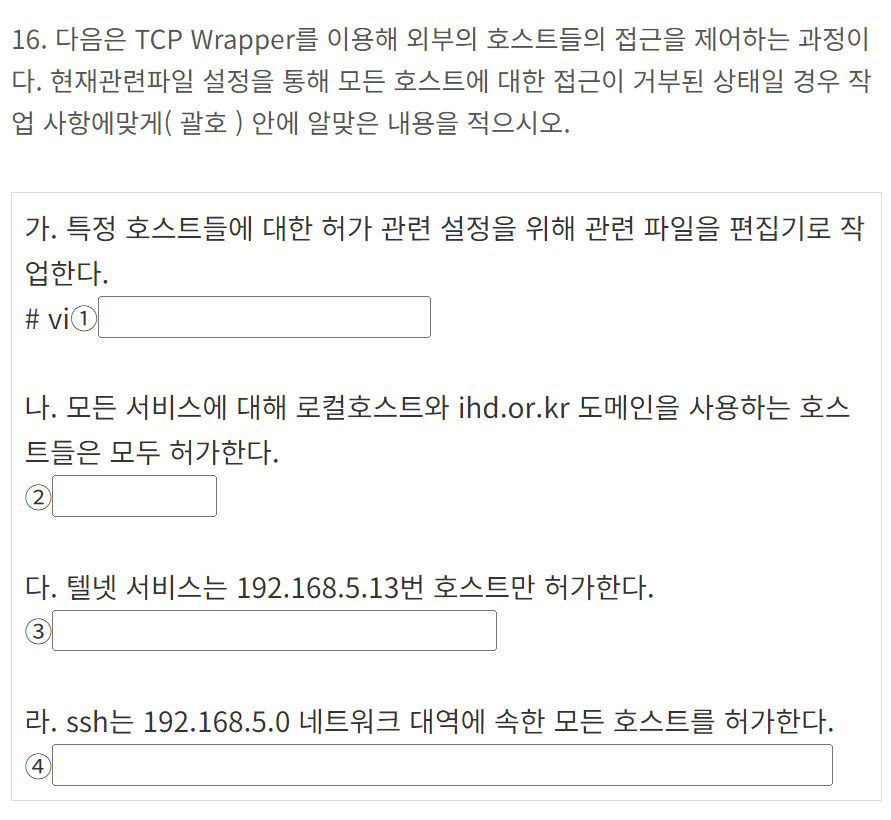 16. 다음은 TCP Wrapper를 이용해 외부의 호스트들의 접근을 제어하는 과정이
다. 현재관련파일 설정을 통해 모든 호스트에 대한 접근이 거부된 상태일 경우 작
업 사항에맞게( 괄호 ) 안에 알맞은 내용을 적으시오.
가. 특정 호스트들에 대한 허가 관련 설정을 위해 관련 파일을 편집기로 작
업한다.
# vi①
나. 모든 서비스에 대해 로컬호스트와 ihd.or.kr 도메인을 사용하는 호스
트들은 모두 허가한다.
②
다. 텔넷 서비스는 192.168.5.13번 호스트만 허가한다.
③
라. ssh는 192.168.5.0 네트워크 대역에 속한 모든 호스트를 허가한다.
④